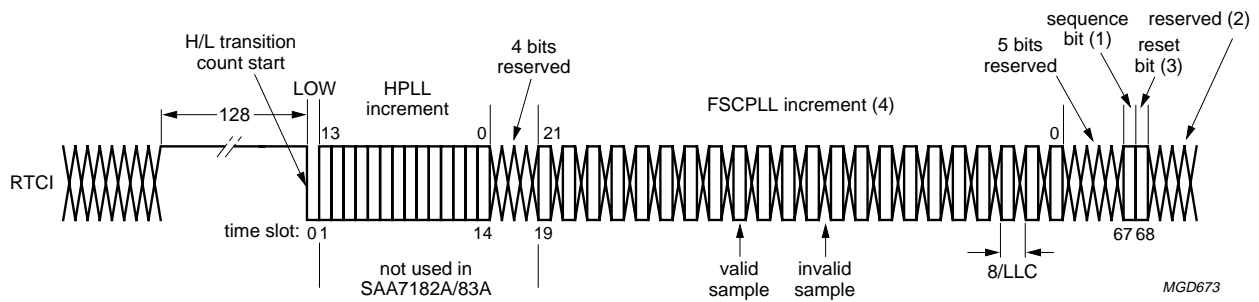 H/L transition
count start
LOW
128
13
HPLL
increment
0
4 bits
reserved
21
FSCPLL increment (4)
0
5 bits
reserved
sequence
bit (1)
reserved (2)
reset
bit (3)
RTCI
time slot:
0 1
14
19
67 68
not used in
SAA7182A/83A
valid
sample
invalid
sample
8/LLC
MGD673